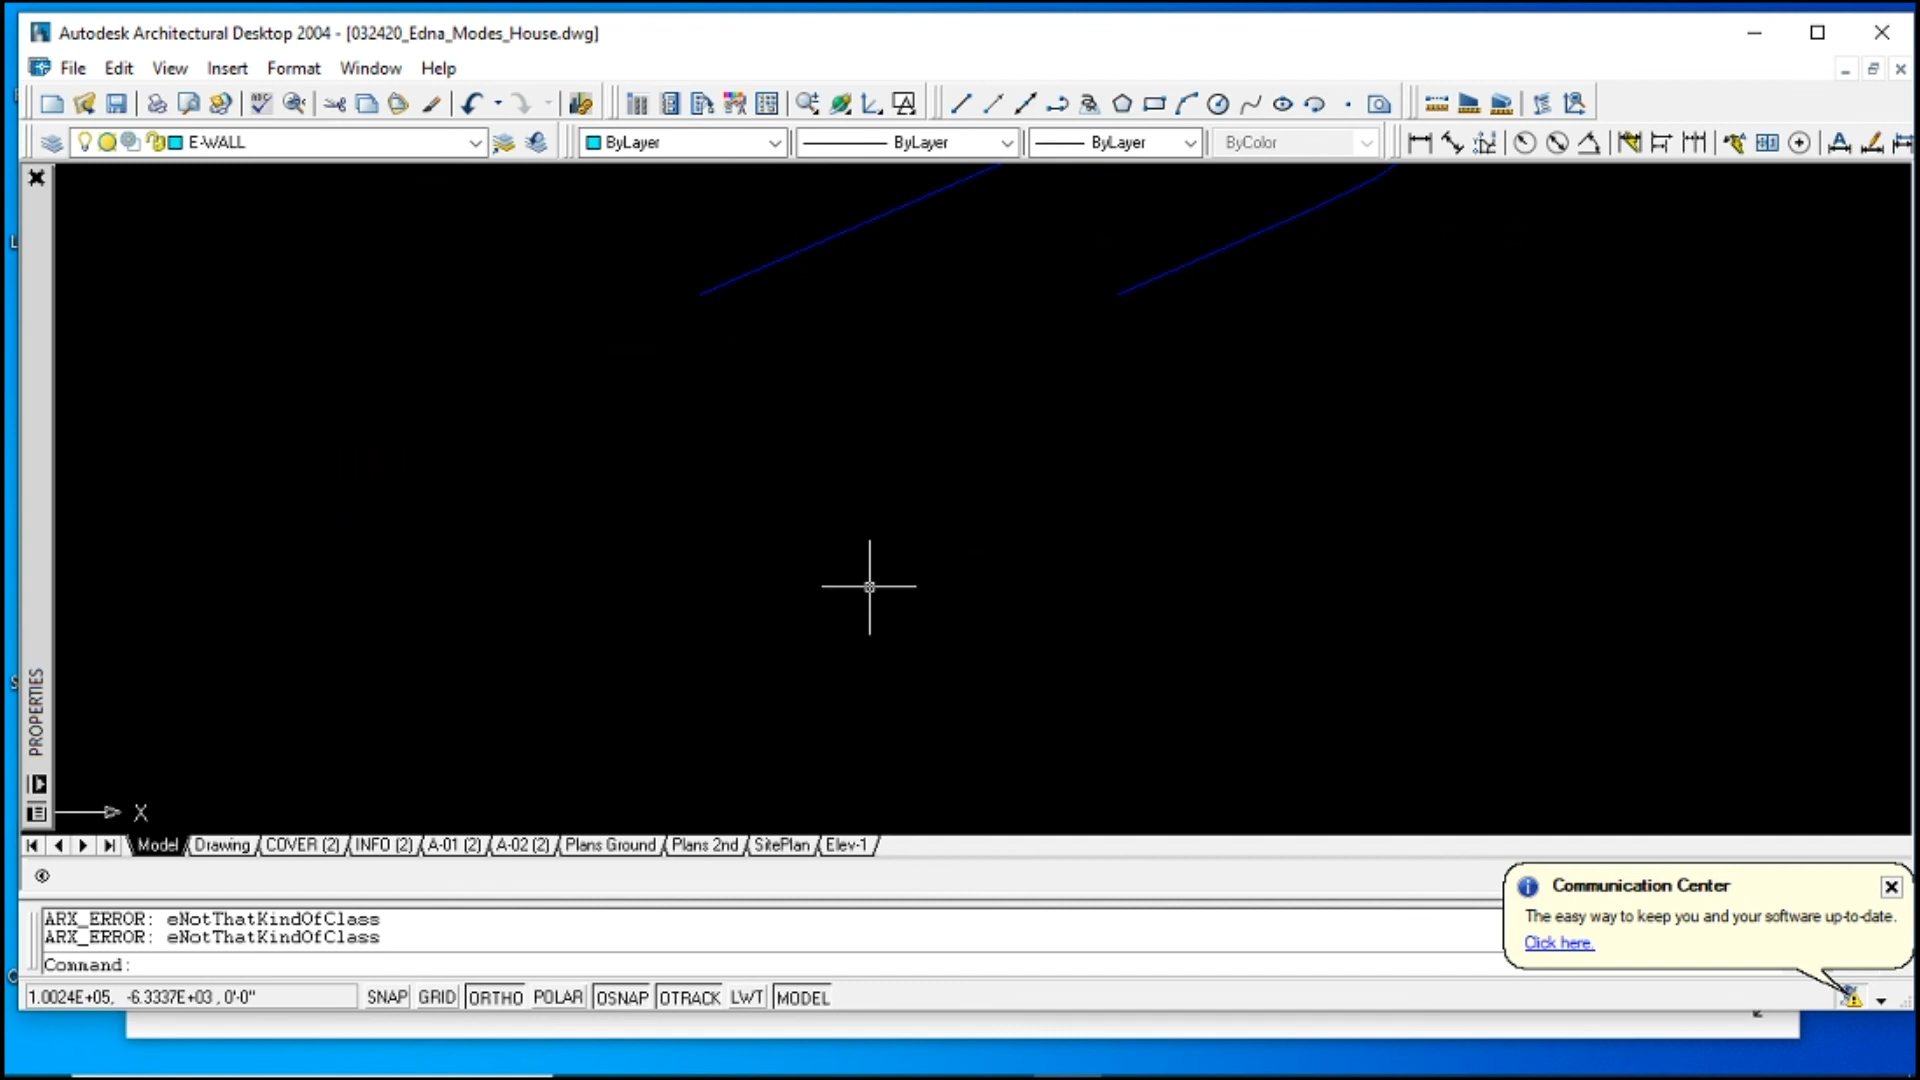 Autodesk Architectural Desktop 2004 - [032420_Edna_Modes_House.dwg]
File Edit View Insert Format Window Help
E-WALL ByLayer ByLayer ByLayer ByColor
PROPERTIES
X
Model Drawing COVER (2) INFO (2) A-01 (2) A-02 (2) Plans Ground Plans 2nd SitePlan Elev-1
ARX_ERROR: eNotThatKindOfClass
ARX_ERROR: eNotThatKindOfClass
Command:
Communication Center
The easy way to keep you and your software up-to-date.
Click here.
1.0024E+05, -6.3337E+03 , 0'-0" SNAP GRID ORTHO POLAR OSNAP OTRACK LWT MODEL